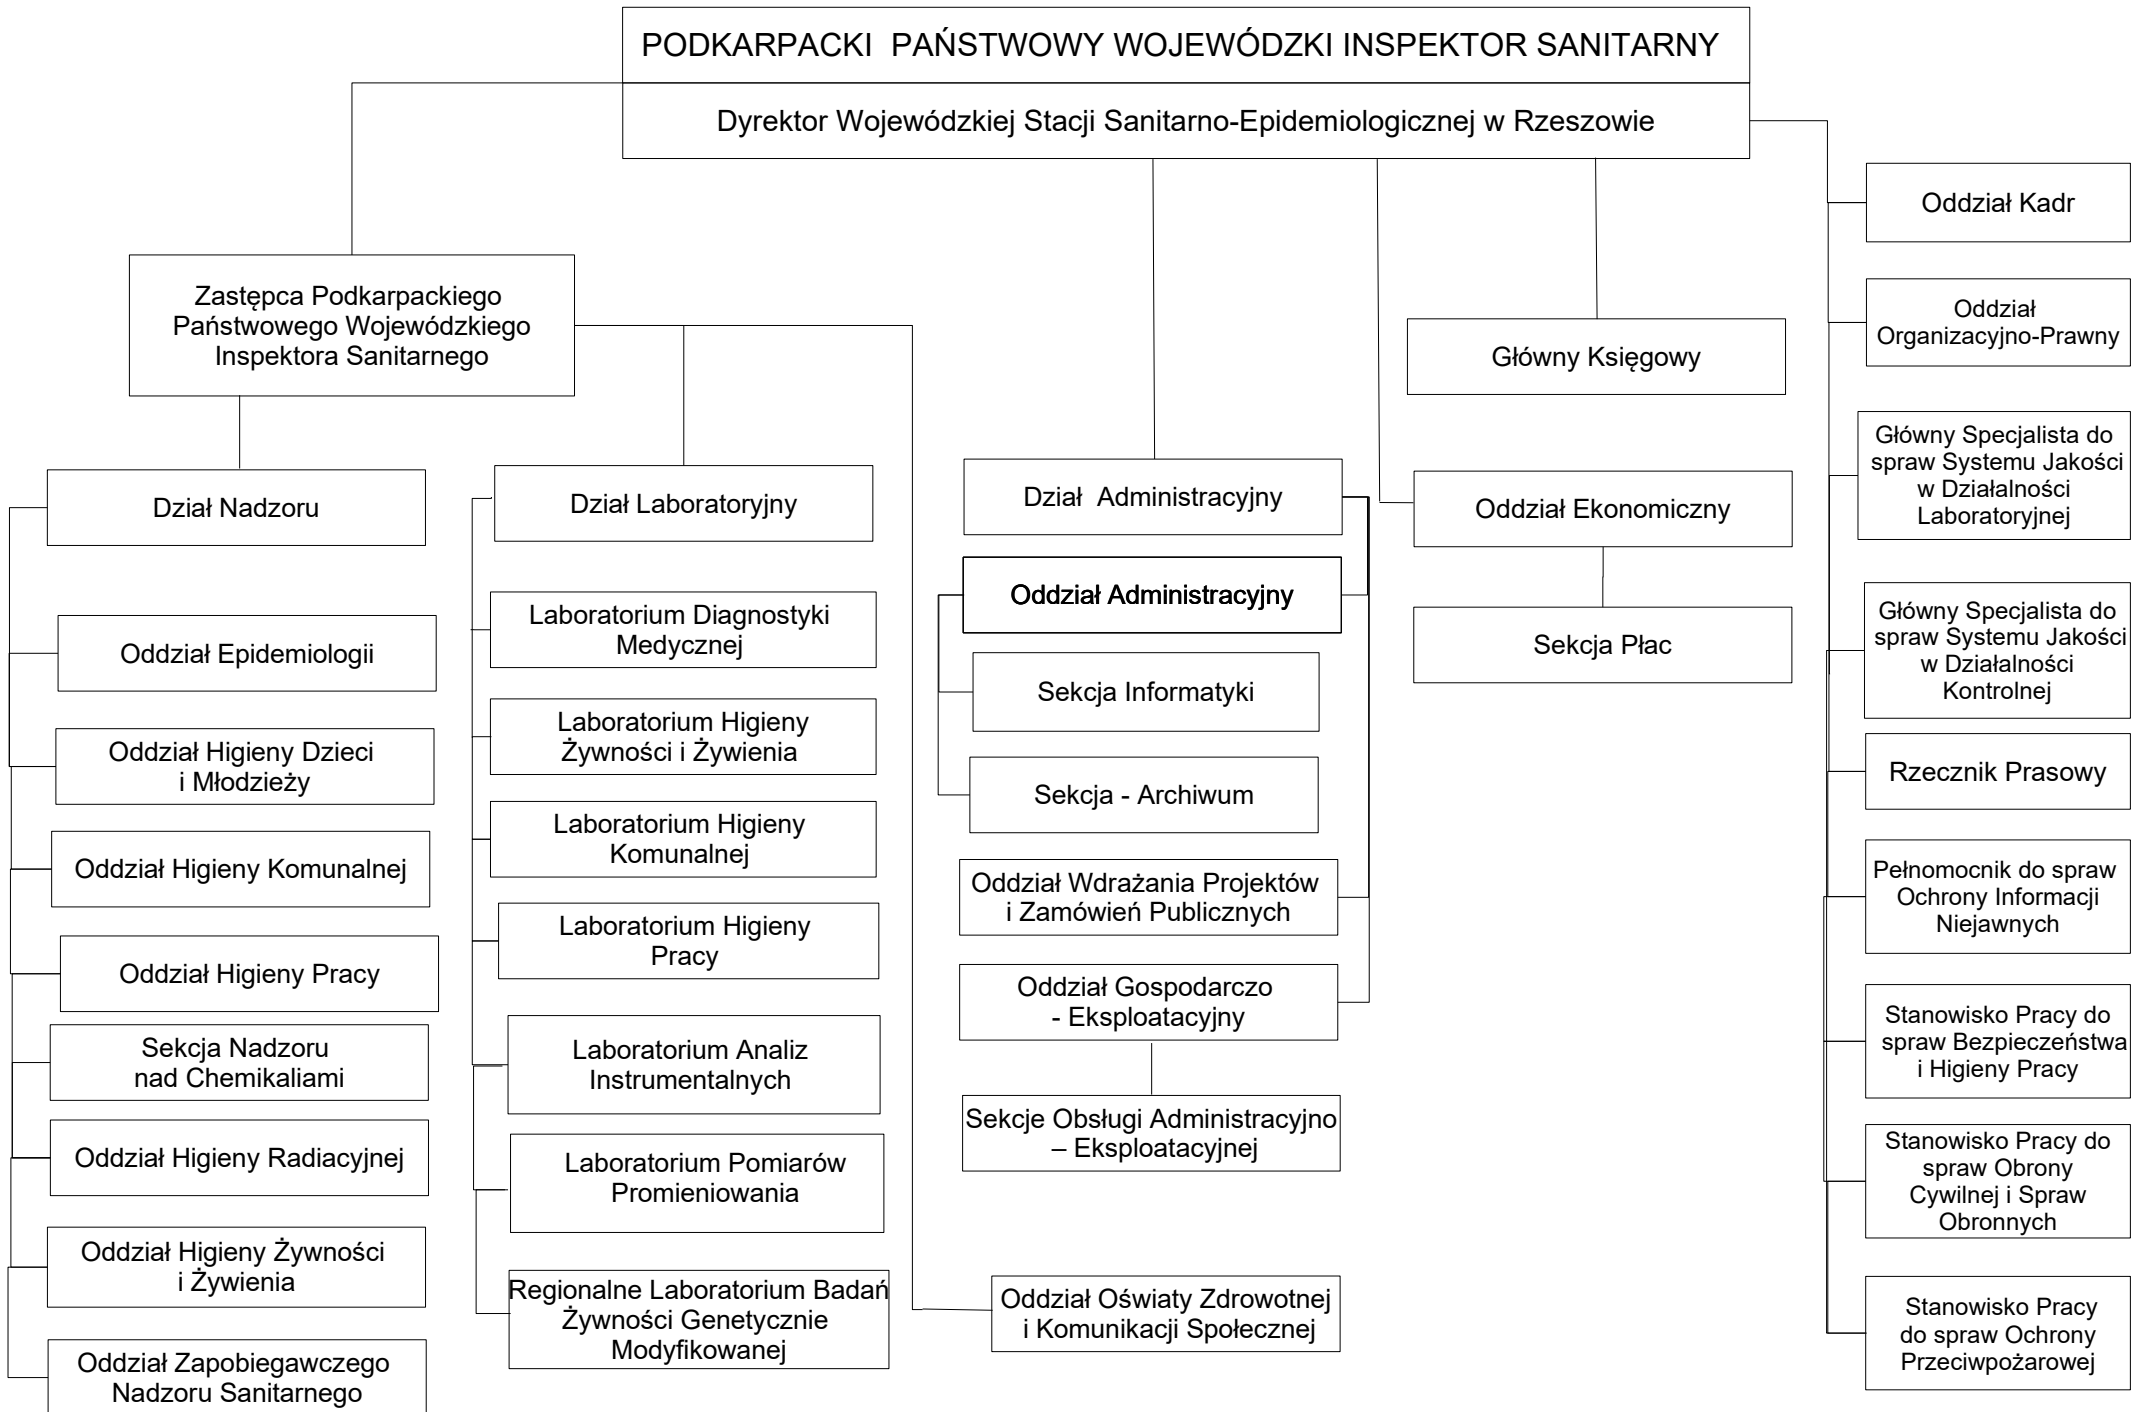 PODKARPACKI PAŃSTWOWY WOJEWÓDZKI INSPEKTOR SANITARNY
Dyrektor Wojewódzkiej Stacji Sanitarno-Epidemiologicznej w Rzeszowie
Zastępca Podkarpackiego
Państwowego Wojewódzkiego
Inspektora Sanitarnego
Dział Nadzoru
Oddział Epidemiologii
Oddział Higieny Dzieci
i Młodzieży
Oddział Higieny Komunalnej
Oddział Higieny Pracy
Sekcja Nadzoru
nad Chemikaliami
Oddział Higieny Radiacyjnej
Oddział Higieny Żywności
i Żywienia
Oddział Zapobiegawczego
Nadzoru Sanitarnego
Dział Laboratoryjny
Laboratorium Diagnostyki
Medycznej
Laboratorium Higieny
Żywności i Żywienia
Laboratorium Higieny
Komunalnej
Laboratorium Higieny
Pracy
Laboratorium Analiz
Instrumentalnych
Laboratorium Pomiarów
Promieniowania
Regionalne Laboratorium Badań
Żywności Genetycznie
Modyfikowanej
Dział Administracyjny
Oddział Administracyjny
Sekcja Informatyki
Sekcja - Archiwum
Oddział Wdrażania Projektów
i Zamówień Publicznych
Oddział Gospodarczo
- Eksploatacyjny
Sekcje Obsługi Administracyjno
– Eksploatacyjnej
Oddział Oświaty Zdrowotnej
i Komunikacji Społecznej
Główny Księgowy
Oddział Ekonomiczny
Sekcja Płac
Oddział Kadr
Oddział
Organizacyjno-Prawny
Główny Specjalista do
spraw Systemu Jakości
w Działalności
Laboratoryjnej
Główny Specjalista do
spraw Systemu Jakości
w Działalności
Kontrolnej
Rzecznik Prasowy
Pełnomocnik do spraw
Ochrony Informacji
Niejawnych
Stanowisko Pracy do
spraw Bezpieczeństwa
i Higieny Pracy
Stanowisko Pracy do
spraw Obrony
Cywilnej i Spraw
Obronnych
Stanowisko Pracy
do spraw Ochrony
Przeciwpożarowej